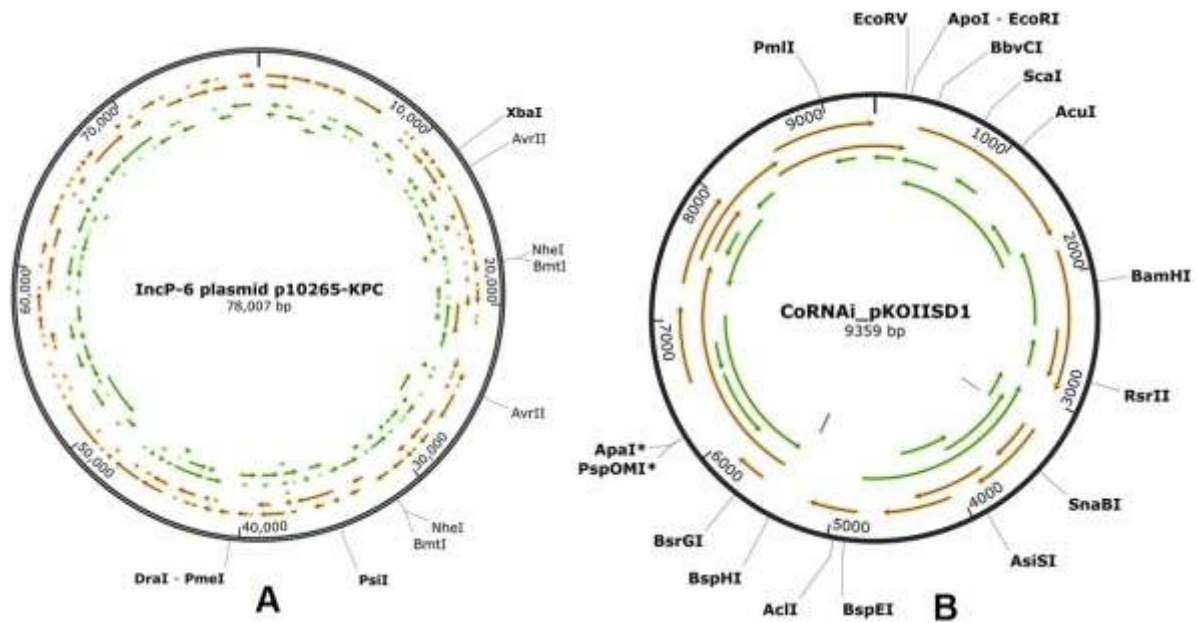 10,000
XbaI
AvrII
NheI
BmtI
20,000
AvrII
30,000
NheI
BmtI
PsiI
40,000
DraI - PmeI
50,000
60,000
70,000
IncP-6 plasmid p10265-KPC
78,007 bp
A
EcoRV
ApoI - EcoRI
BbvCI
ScaI
1000
AcuI
2000
BamHI
RsrII
3000
SnaBI
4000
AsiSI
BspEI
5000
AclI
BspHI
BsrGI
6000
ApaI*
PspOMI*
7000
8000
9000
PmlI
CoRNAi_pKOIISD1
9359 bp
B